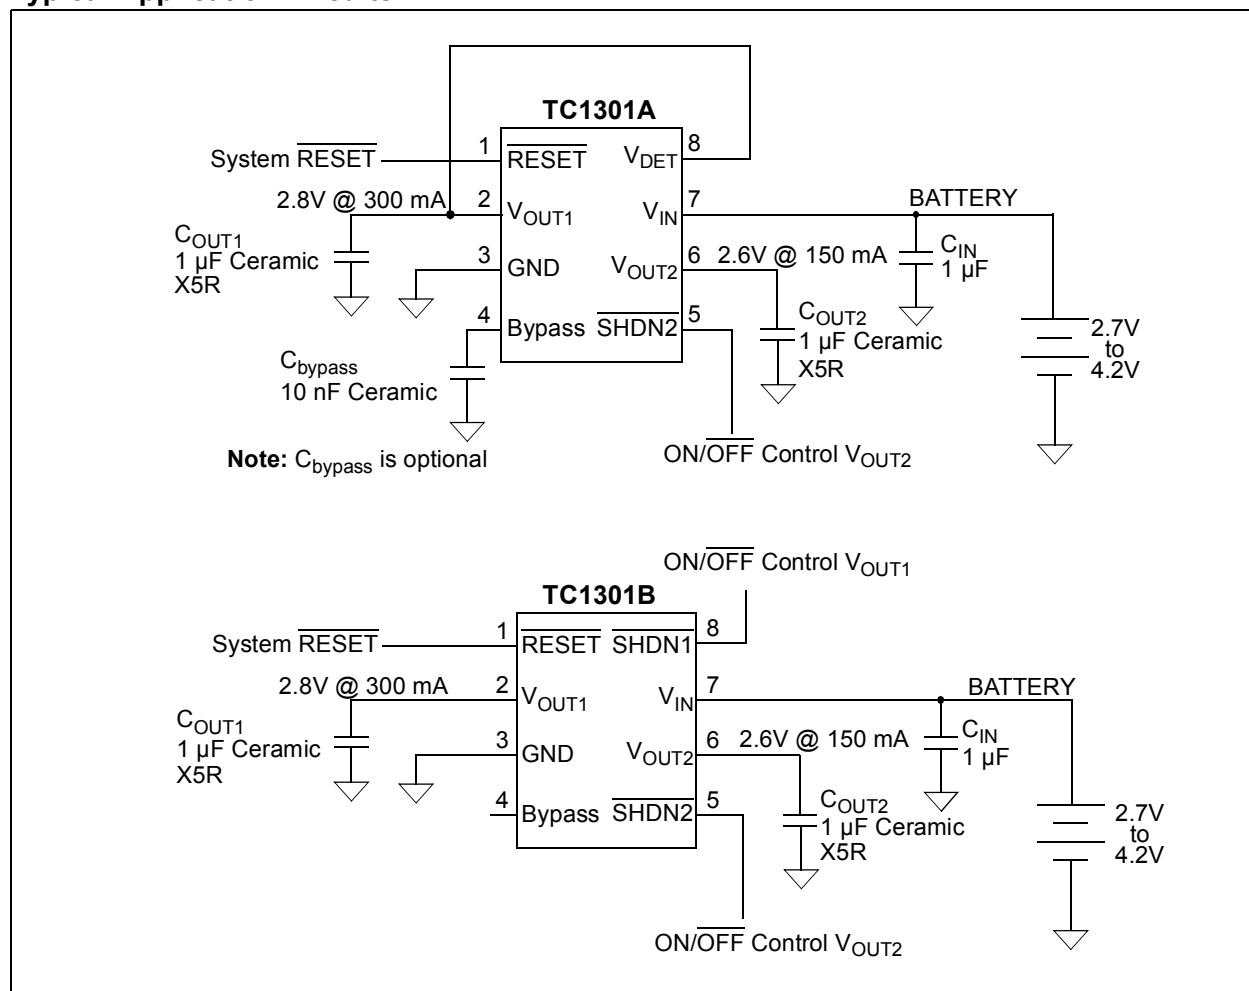 TC1301A
System RESET
1
RESET
VDET
8
2.8V @ 300 mA
2
VOUT1
VIN
7
BATTERY
COUT1
1 µF Ceramic
X5R
3
GND
VOUT2
6
2.6V @ 150 mA
CIN
1 µF
4
Bypass
SHDN2
5
COUT2
1 µF Ceramic
X5R
2.7V
to
4.2V
Cbypass
10 nF Ceramic
Note: Cbypass is optional
ON/OFF Control VOUT2
ON/OFF Control VOUT1
TC1301B
System RESET
1
RESET
SHDN1
8
2.8V @ 300 mA
2
VOUT1
VIN
7
BATTERY
COUT1
1 µF Ceramic
X5R
3
GND
VOUT2
6
2.6V @ 150 mA
CIN
1 µF
4
Bypass
SHDN2
5
COUT2
1 µF Ceramic
X5R
2.7V
to
4.2V
ON/OFF Control VOUT2